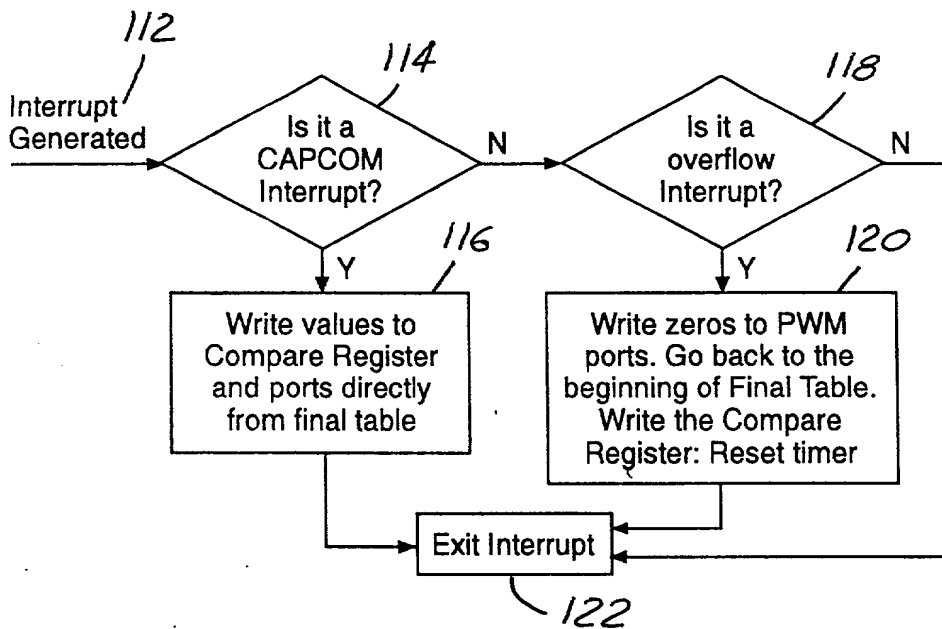 112
Interrupt
Generated
114
Is it a
CAPCOM
Interrupt?
N
Y
118
Is it a
overflow
Interrupt?
N
Y
116
Write values to
Compare Register
and ports directly
from final table
120
Write zeros to PWM
ports. Go back to the
beginning of Final Table.
Write the Compare
Register: Reset timer
Exit Interrupt
122